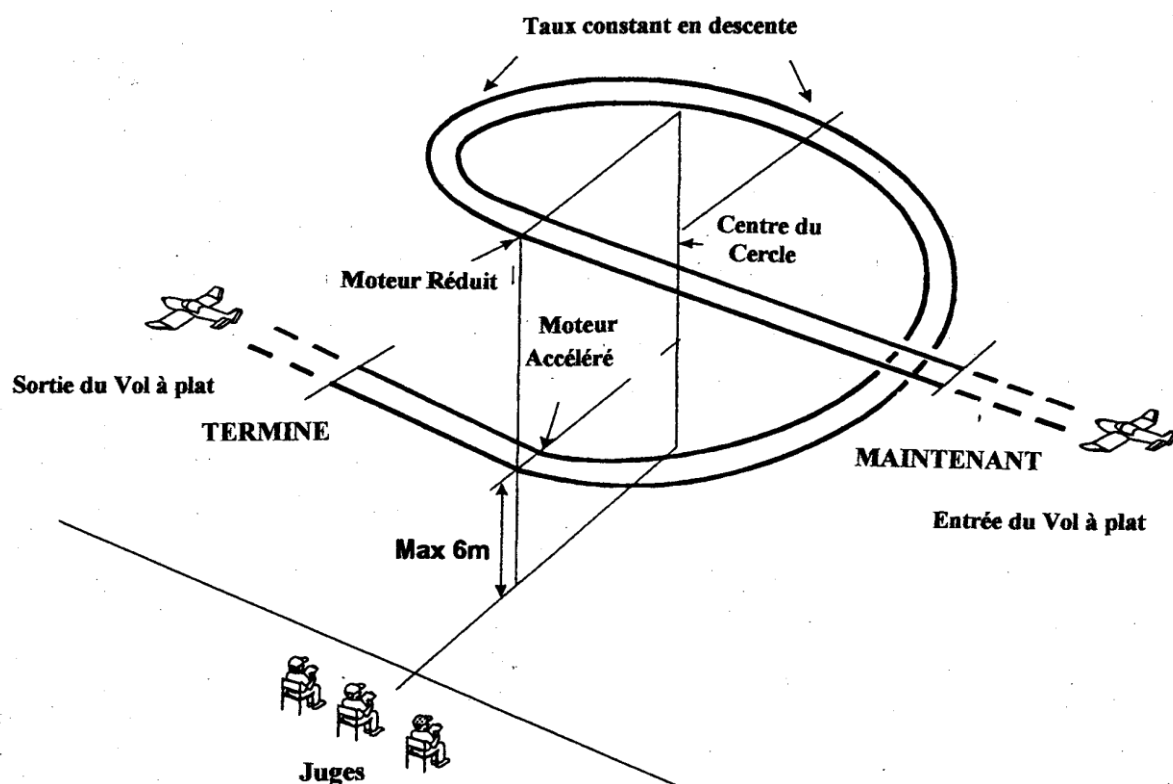 Taux constant en descente
Centre du
Cercle
Moteur Réduit
Moteur
Accéléré
Sortie du Vol à plat
TERMINE
MAINTENANT
Entrée du Vol à plat
Max 6m
Juges